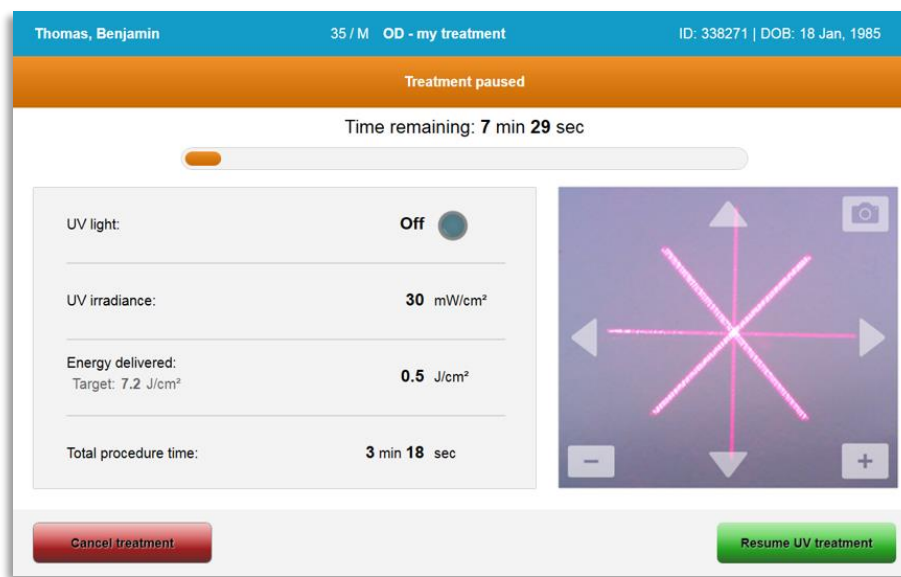 Thomas, Benjamin 35 / M OD - my treatment ID: 338271 | DOB: 18 Jan, 1985
Treatment paused
Time remaining: 7 min 29 sec
UV light: Off
UV irradiance: 30 mW/cm²
Energy delivered:
Target: 7.2 J/cm²
0.5 J/cm²
Total procedure time: 3 min 18 sec
Cancel treatment Resume UV treatment